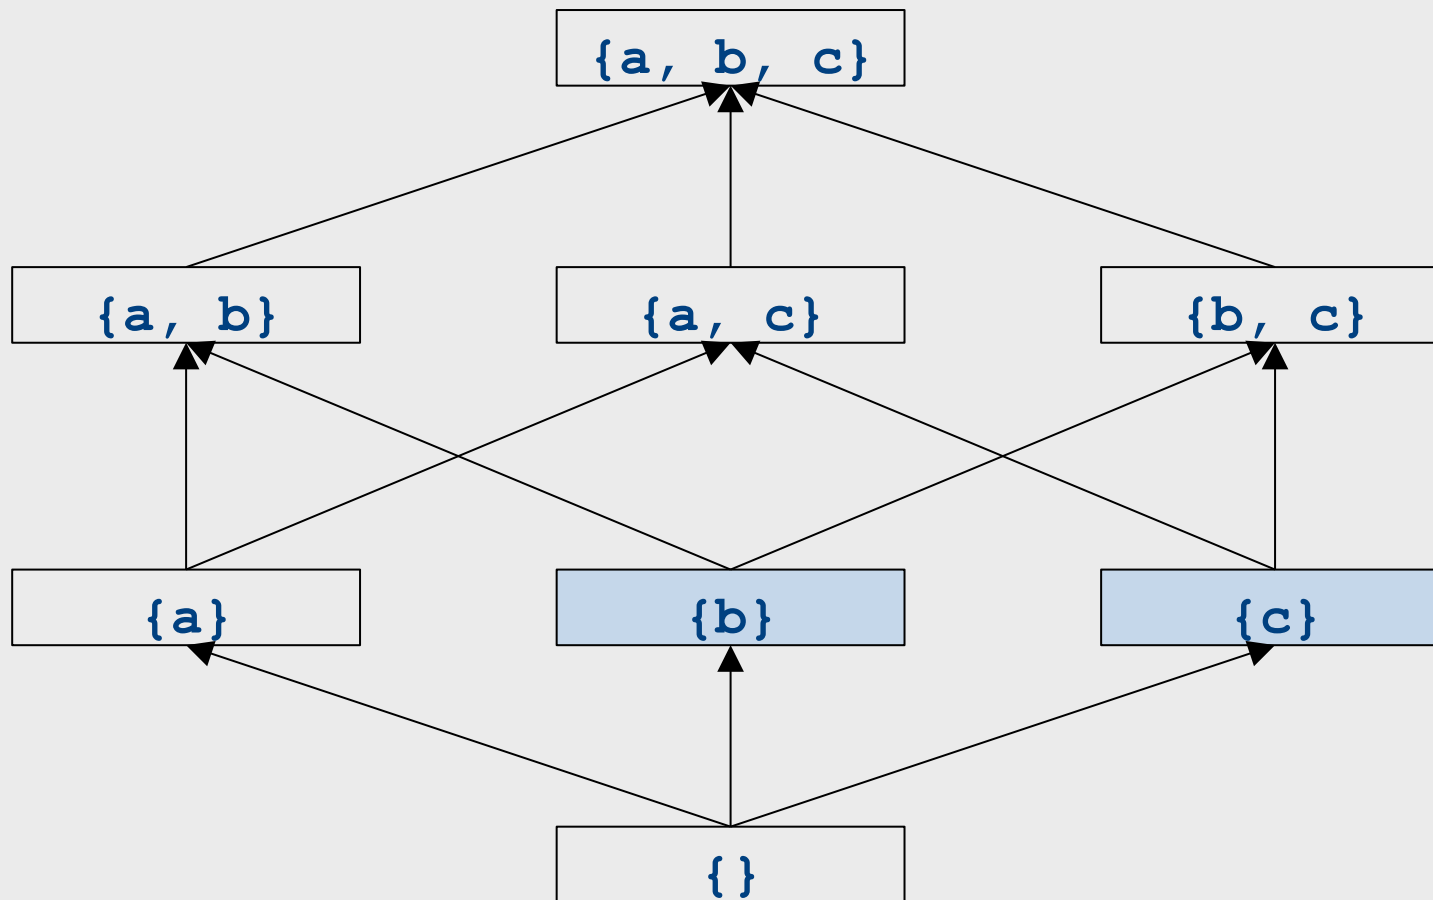 {a, b, c}
{a, b}
{a, c}
{b, c}
{a}
{b}
{c}
{}